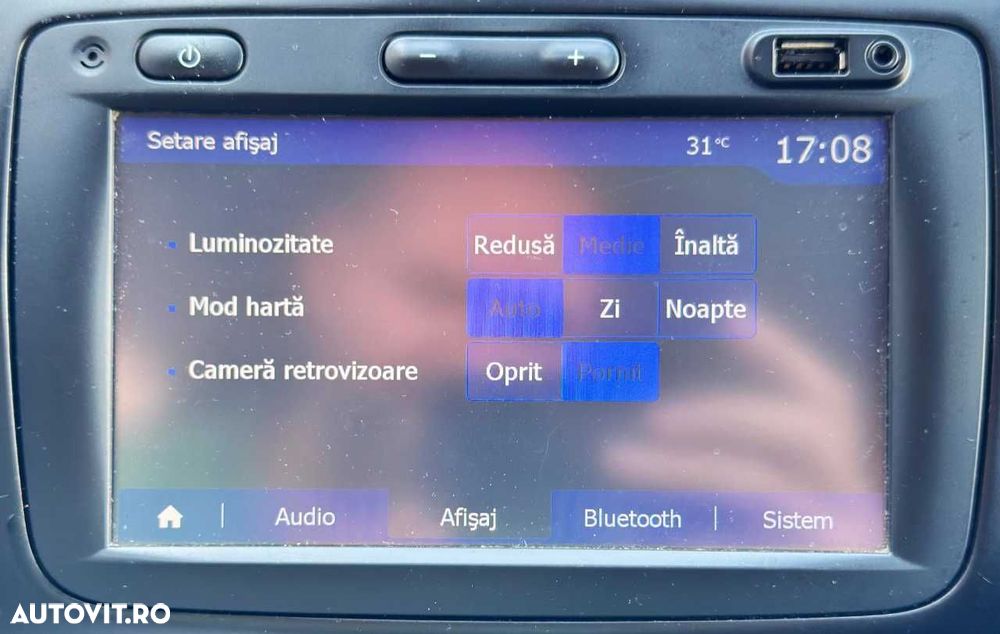 Setare afişaj 31°C 17:08
Luminozitate Redusă Medie Înaltă
Mod hartă Auto Zi Noapte
Cameră retrovizoare Oprit Pornit
Audio Afişaj Bluetooth Sistem
AUTOVIT.RO